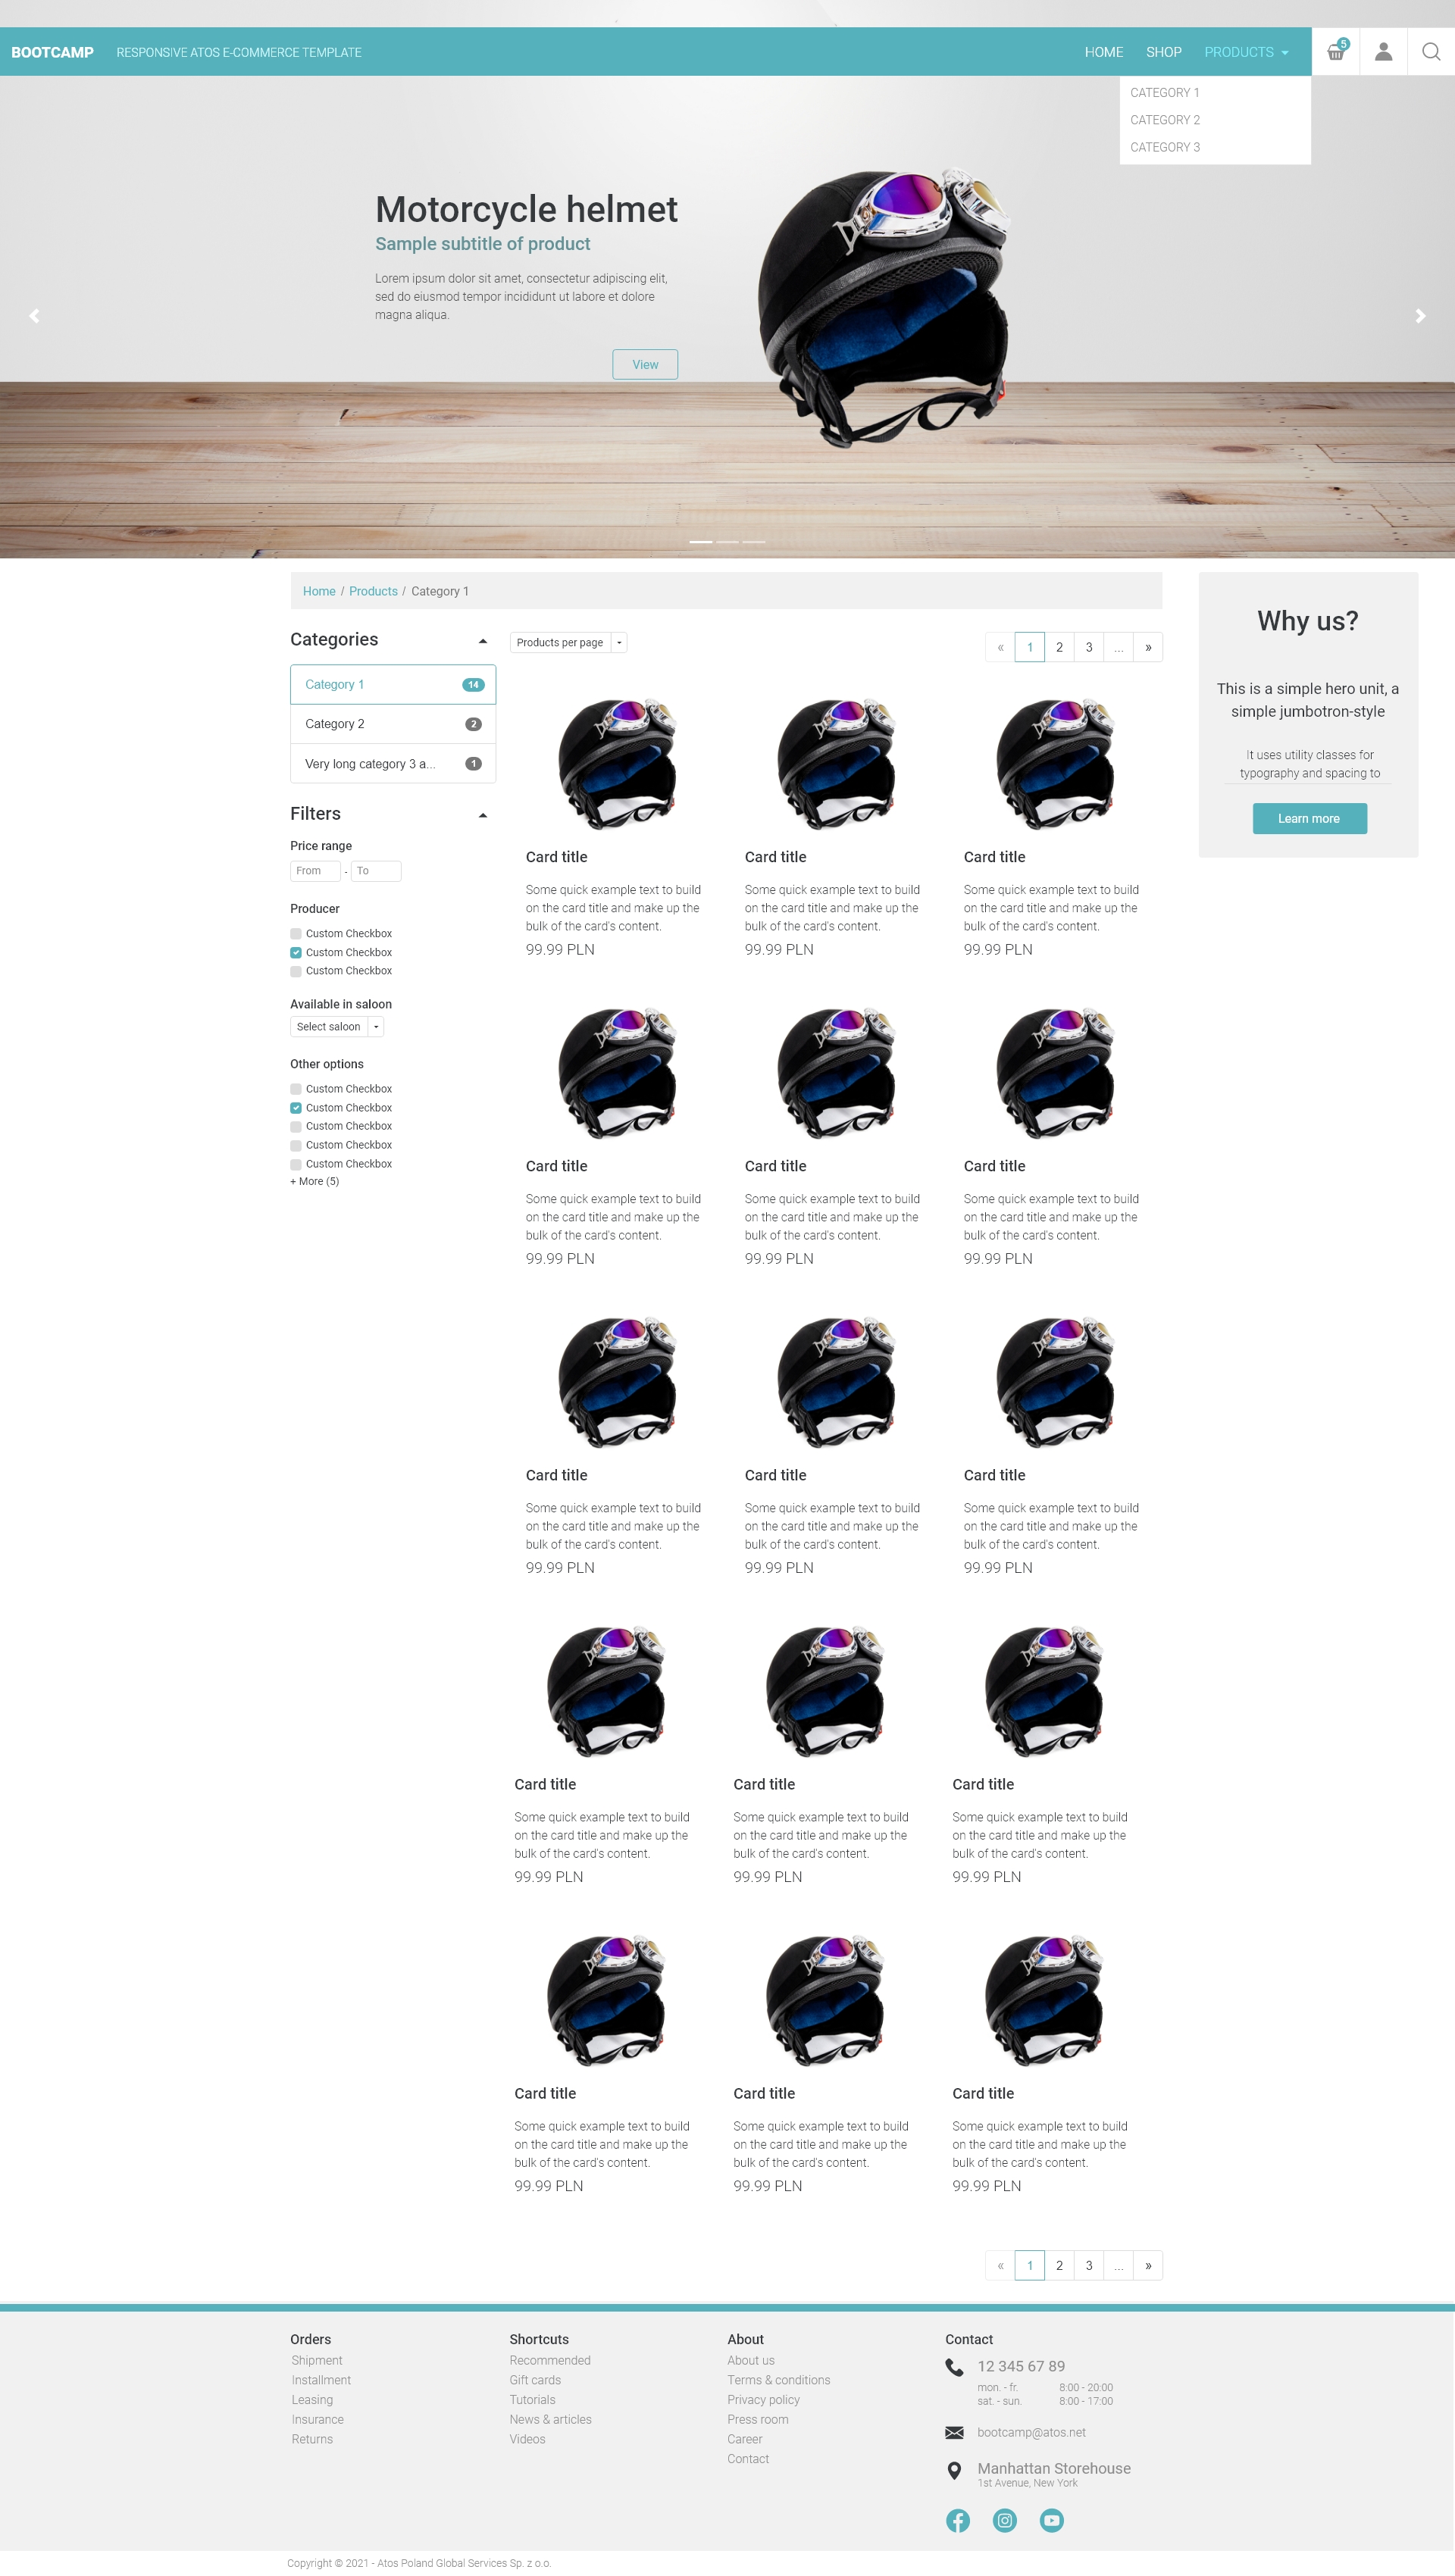 BOOTCAMP RESPONSIVE ATOS E-COMMERCE TEMPLATE HOME SHOP PRODUCTS 5
CATEGORY 1
CATEGORY 2
CATEGORY 3
Motorcycle helmet
Sample subtitle of product
Lorem ipsum dolor sit amet, consectetur adipiscing elit,
sed do eiusmod tempor incididunt ut labore et dolore
magna aliqua.
View
Home / Products / Category 1
Categories
Category 1 14
Category 2 2
Very long category 3 a... 1
Filters
Price range
From - To
Producer
Custom Checkbox
Custom Checkbox
Custom Checkbox
Available in saloon
Select saloon
Other options
Custom Checkbox
Custom Checkbox
Custom Checkbox
Custom Checkbox
Custom Checkbox
+ More (5)
Products per page
« 1 2 3 ... »
Card title Card title Card title
Some quick example text to build Some quick example text to build Some quick example text to build
on the card title and make up the on the card title and make up the on the card title and make up the
bulk of the card's content. bulk of the card's content. bulk of the card's content.
99.99 PLN 99.99 PLN 99.99 PLN
Card title Card title Card title
Some quick example text to build Some quick example text to build Some quick example text to build
on the card title and make up the on the card title and make up the on the card title and make up the
bulk of the card's content. bulk of the card's content. bulk of the card's content.
99.99 PLN 99.99 PLN 99.99 PLN
Card title Card title Card title
Some quick example text to build Some quick example text to build Some quick example text to build
on the card title and make up the on the card title and make up the on the card title and make up the
bulk of the card's content. bulk of the card's content. bulk of the card's content.
99.99 PLN 99.99 PLN 99.99 PLN
Card title Card title Card title
Some quick example text to build Some quick example text to build Some quick example text to build
on the card title and make up the on the card title and make up the on the card title and make up the
bulk of the card's content. bulk of the card's content. bulk of the card's content.
99.99 PLN 99.99 PLN 99.99 PLN
Card title Card title Card title
Some quick example text to build Some quick example text to build Some quick example text to build
on the card title and make up the on the card title and make up the on the card title and make up the
bulk of the card's content. bulk of the card's content. bulk of the card's content.
99.99 PLN 99.99 PLN 99.99 PLN
« 1 2 3 ... »
Why us?
This is a simple hero unit, a
simple jumbotron-style
It uses utility classes for
typography and spacing to
Learn more
Orders
Shipment
Installment
Leasing
Insurance
Returns
Shortcuts
Recommended
Gift cards
Tutorials
News & articles
Videos
About
About us
Terms & conditions
Privacy policy
Press room
Career
Contact
Contact
12 345 67 89
mon. - fr. 8:00 - 20:00
sat. - sun. 8:00 - 17:00
bootcamp@atos.net
Manhattan Storehouse
1st Avenue, New York
Copyright © 2021 - Atos Poland Global Services Sp. z o.o.